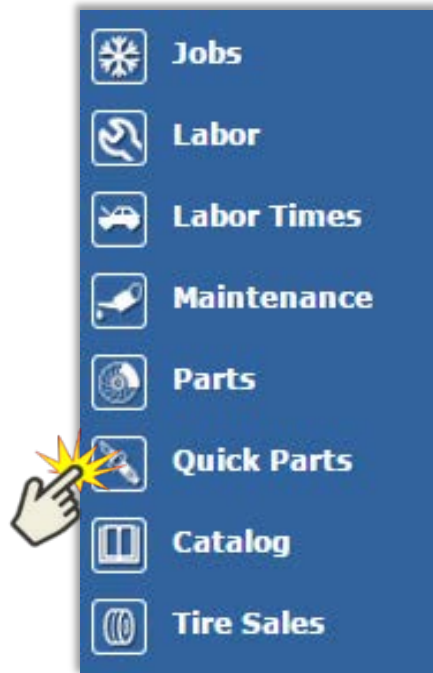 Jobs
Labor
Labor Times
Maintenance
Parts
Quick Parts
Catalog
Tire Sales